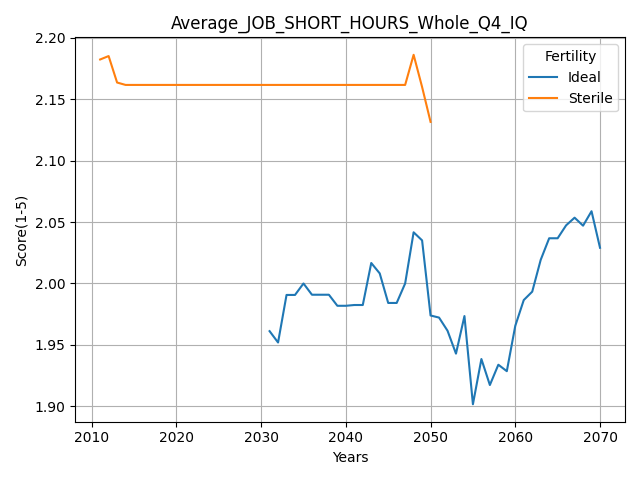 Average_JOB_SHORT_HOURS_Whole_Q4_IQ
Fertility
Ideal
Sterile
Score(1-5)
2.20
2.15
2.10
2.05
2.00
1.95
1.90
2010 2020 2030 2040 2050 2060 2070
Years